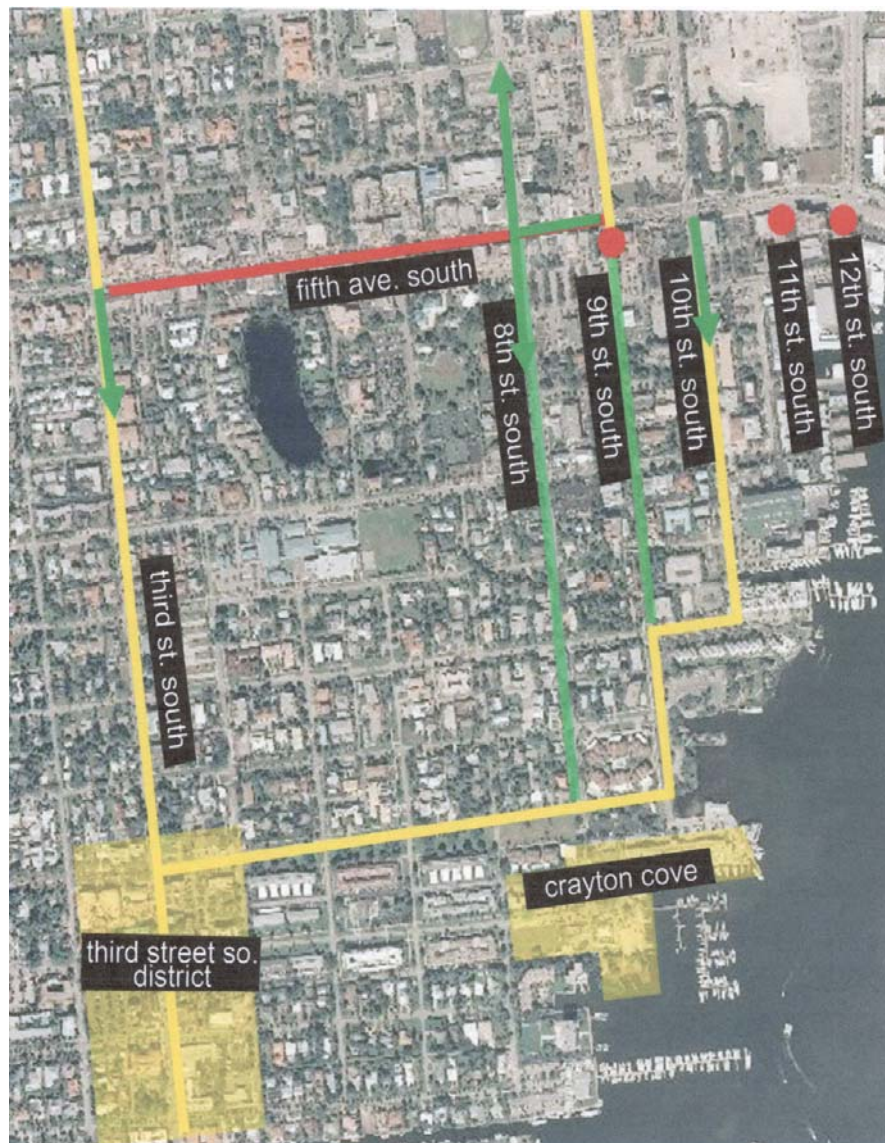 fifth ave. south
8th st. south
9th st. south
10th st. south
11th st. south
12th st. south
third st. south
crayton cove
third street so.
district